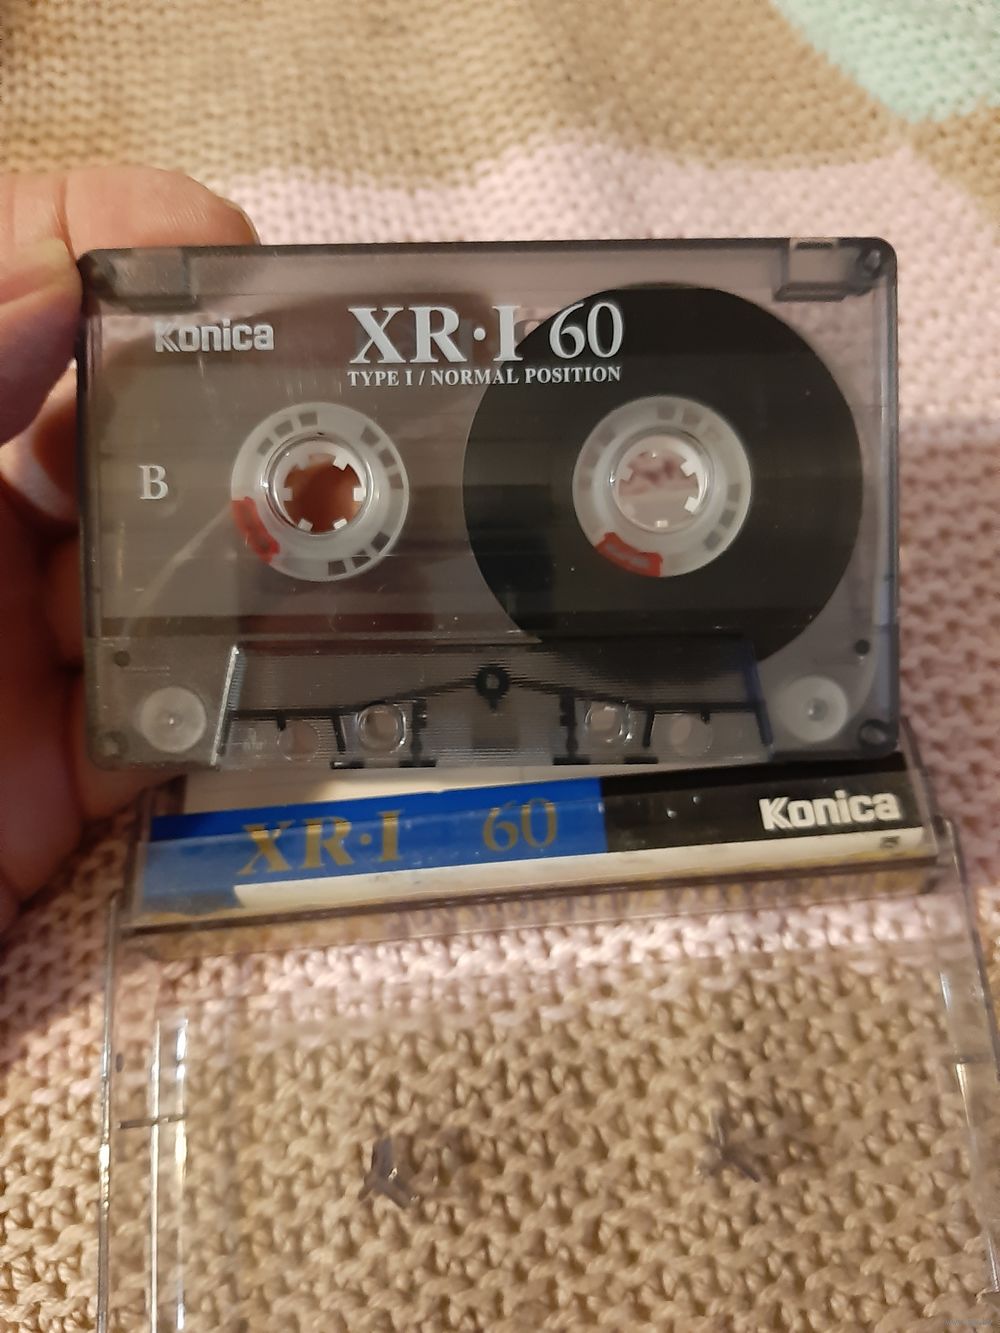 Konica
XR·I 60
TYPE I / NORMAL POSITION
B
XR·I 60
Konica